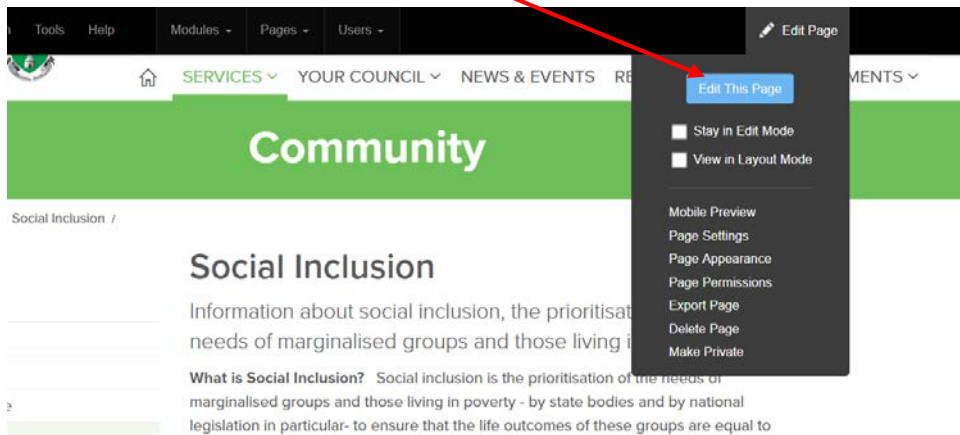 Tools Help Modules Pages Users Edit Page
SERVICES YOUR COUNCIL NEWS & EVENTS
Edit This Page
Stay in Edit Mode
View in Layout Mode
Community
Mobile Preview
Page Settings
Page Appearance
Page Permissions
Export Page
Delete Page
Make Private
Social Inclusion /
Social Inclusion
Information about social inclusion, the
needs of marginalised groups and those living
What is Social Inclusion? Social inclusion is the prioritisation of the needs of
marginalised groups and those living in poverty - by state bodies and by national
legislation in particular- to ensure that the life outcomes of these groups are equal to